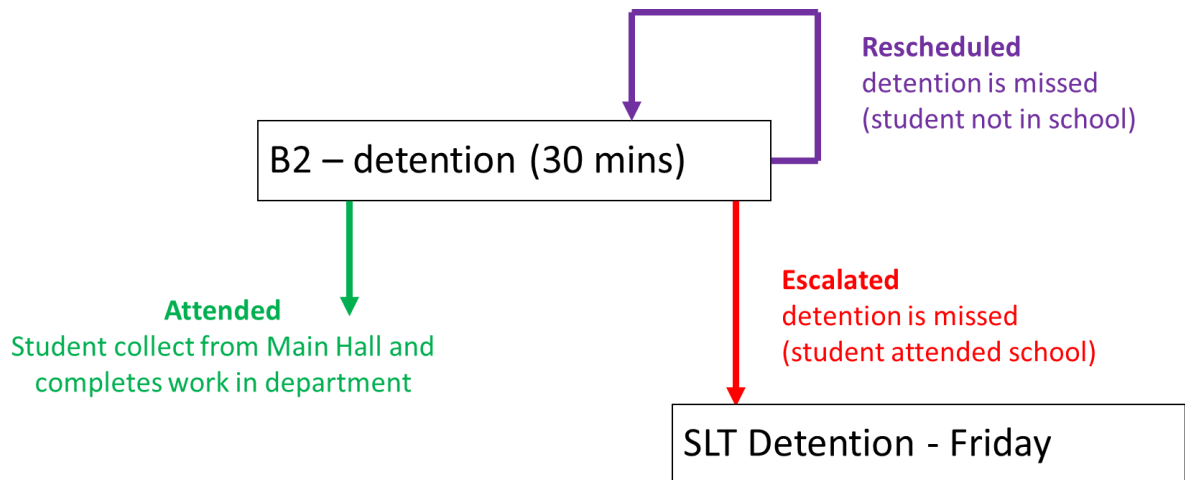 Rescheduled
detention is missed
(student not in school)
B2 – detention (30 mins)
Attended
Student collect from Main Hall and
completes work in department
Escalated
detention is missed
(student attended school)
SLT Detention - Friday